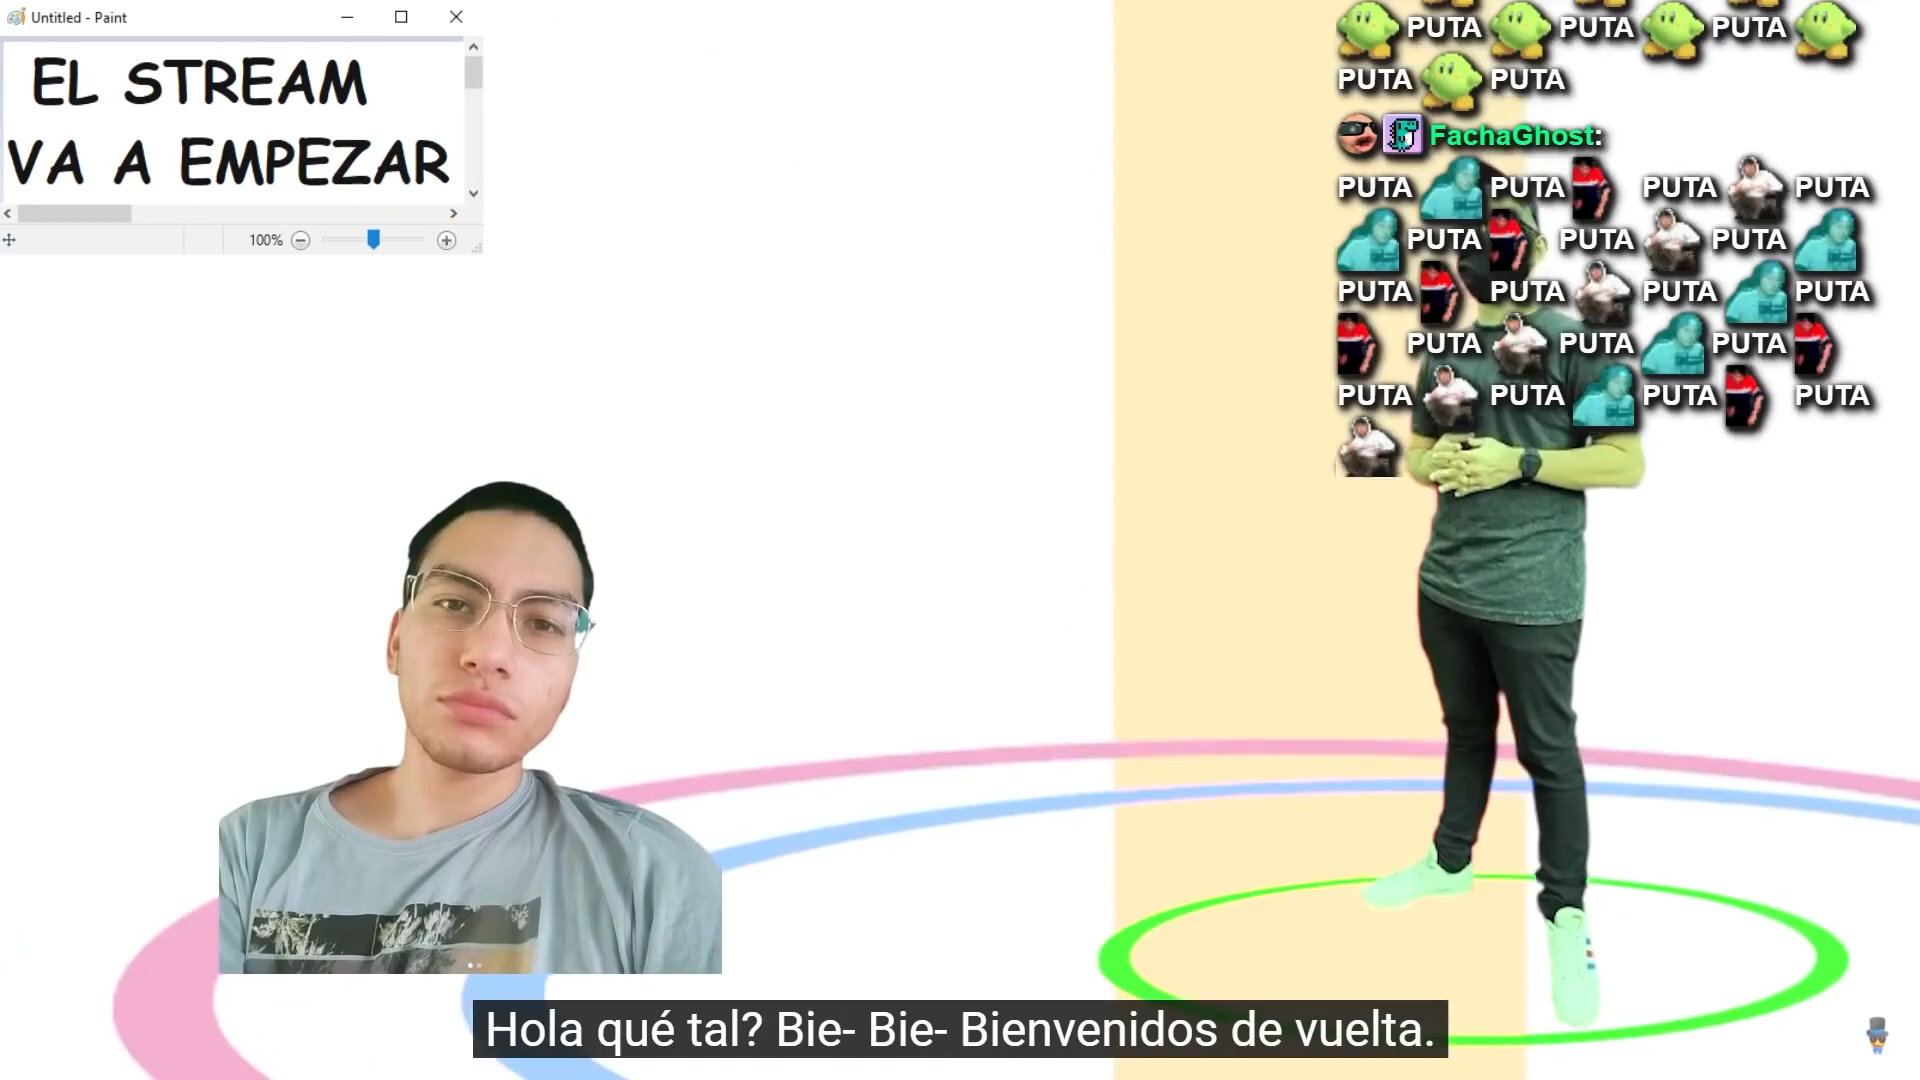 Untitled - Paint
EL STREAM
VA A EMPEZAR
100%
PUTA PUTA PUTA
PUTA PUTA
FachaGhost:
PUTA PUTA PUTA PUTA
PUTA PUTA PUTA
PUTA PUTA PUTA PUTA
PUTA PUTA PUTA
PUTA PUTA PUTA PUTA
Hola qué tal? Bie- Bie- Bienvenidos de vuelta.